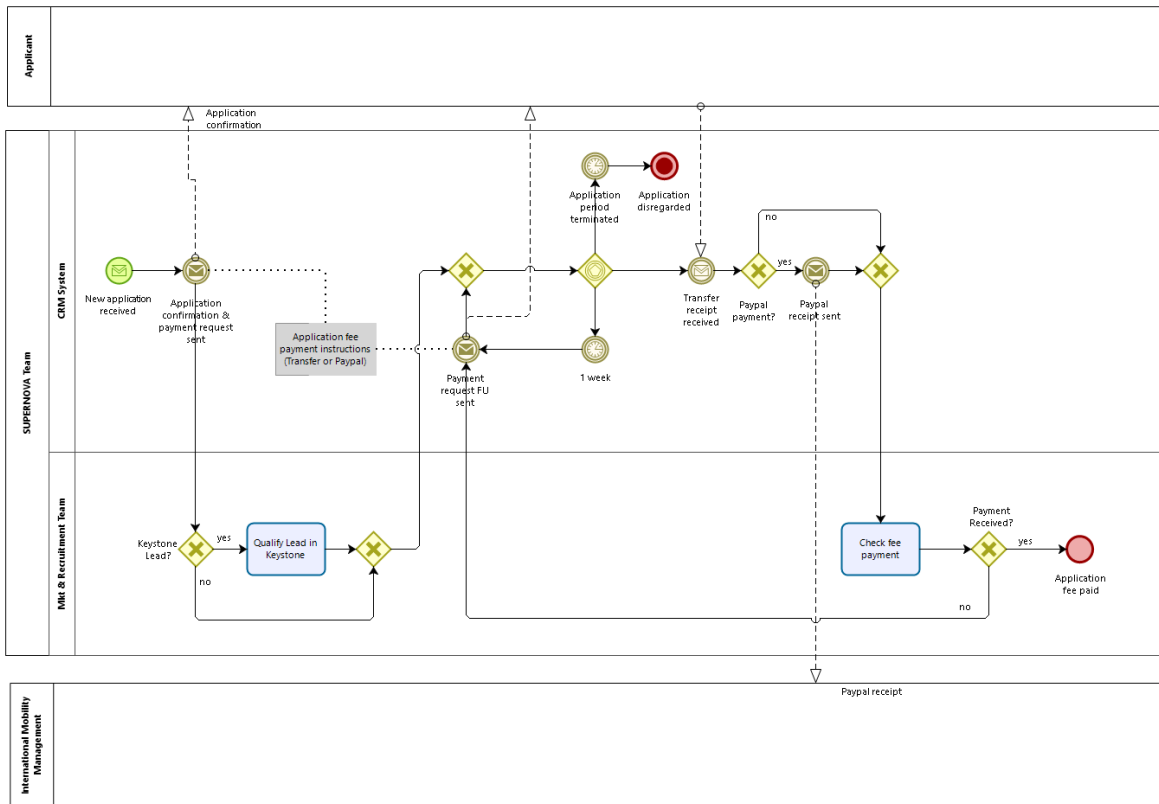 Applicant
Application
confirmation
SUPERNOVA Team
CRM System
New application
received
Application
confirmation &
payment request
sent
Application fee
payment instructions
(Transfer or Paypal)
Payment
request FU
sent
Application
period
terminated
Application
disregarded
1 week
Transfer
receipt
received
Paypal
payment?
no
yes
Paypal
receipt sent
Mkt & Recruitment Team
Keystone
Lead?
yes
no
Qualify Lead in
Keystone
Check fee
payment
Payment
Received?
yes
no
Application
fee paid
International Mobility
Management
Paypal receipt